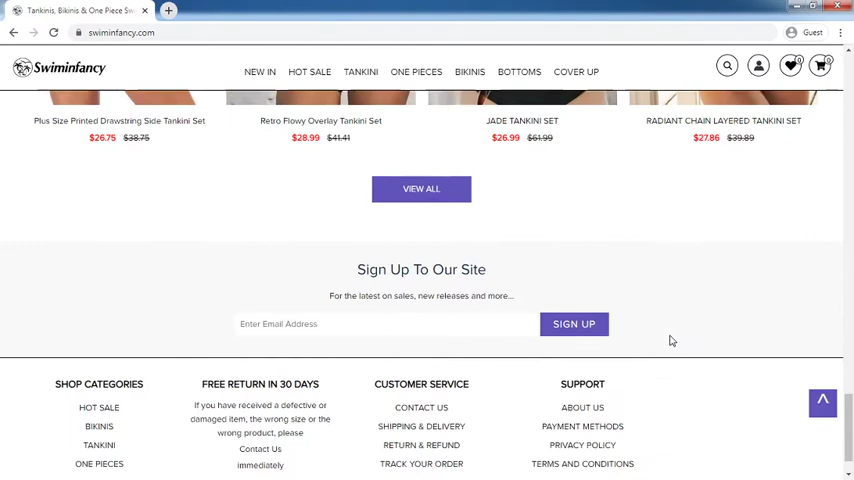 Tankinis, Bikinis & One Piece Sw
Guest
swiminfancy.com
Swiminfancy
NEW IN HOT SALE TANKINI ONE PIECES BIKINIS BOTTOMS COVER UP
0 0
Plus Size Printed Drawstring Side Tankini Set Retro Flowy Overlay Tankini Set JADE TANKINI SET RADIANT CHAIN LAYERED TANKINI SET
$26.75 $38.75 $28.99 $41.41 $26.99 $61.99 $27.86 $39.89
VIEW ALL
Sign Up To Our Site
For the latest on sales, new releases and more...
Enter Email Address
SIGN UP
SHOP CATEGORIES
HOT SALE
BIKINIS
TANKINI
ONE PIECES
FREE RETURN IN 30 DAYS
If you have received a defective or
damaged item, the wrong size or the
wrong product, please
Contact Us
immediately
CUSTOMER SERVICE
CONTACT US
SHIPPING & DELIVERY
RETURN & REFUND
TRACK YOUR ORDER
SUPPORT
ABOUT US
PAYMENT METHODS
PRIVACY POLICY
TERMS AND CONDITIONS